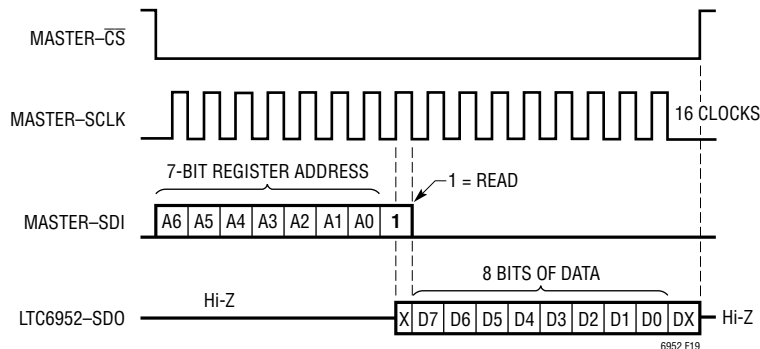 MASTER–CS
MASTER–SCLK
16 CLOCKS
7-BIT REGISTER ADDRESS
1 = READ
MASTER–SDI
A6 A5 A4 A3 A2 A1 A0 1
8 BITS OF DATA
Hi-Z
LTC6952–SDO
X D7 D6 D5 D4 D3 D2 D1 D0 DX
Hi-Z
6952 F19